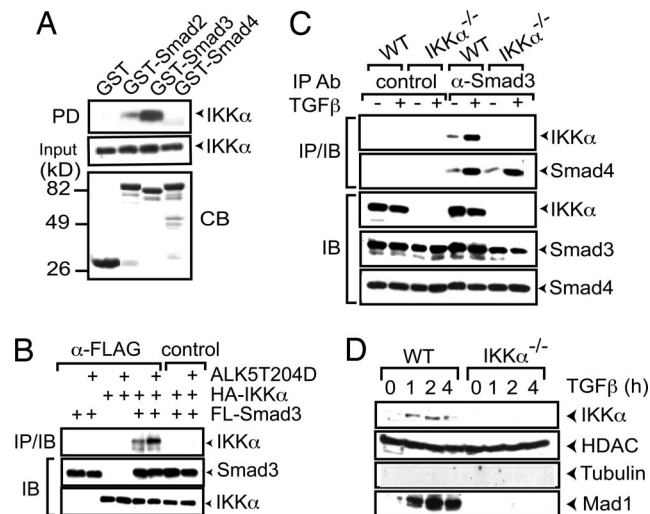 A
GST
GST-Smad2
GST-Smad3
GST-Smad4
PD
IKKα
Input
IKKα
(kD)
82
49
26
CB
B
α-FLAG control
+ + + + ALK5T204D
+ + + + + + HA-IKKα
+ + + + + + FL-Smad3
IP/IB
IKKα
IB
Smad3
IKKα
C
WT IKKα-/- WT IKKα-/-
IP Ab control α-Smad3
TGFβ - + - + - + - +
IP/IB
IKKα
Smad4
IB
IKKα
Smad3
Smad4
D
WT IKKα-/-
0 1 2 4 0 1 2 4 TGFβ (h)
IKKα
HDAC
Tubulin
Mad1